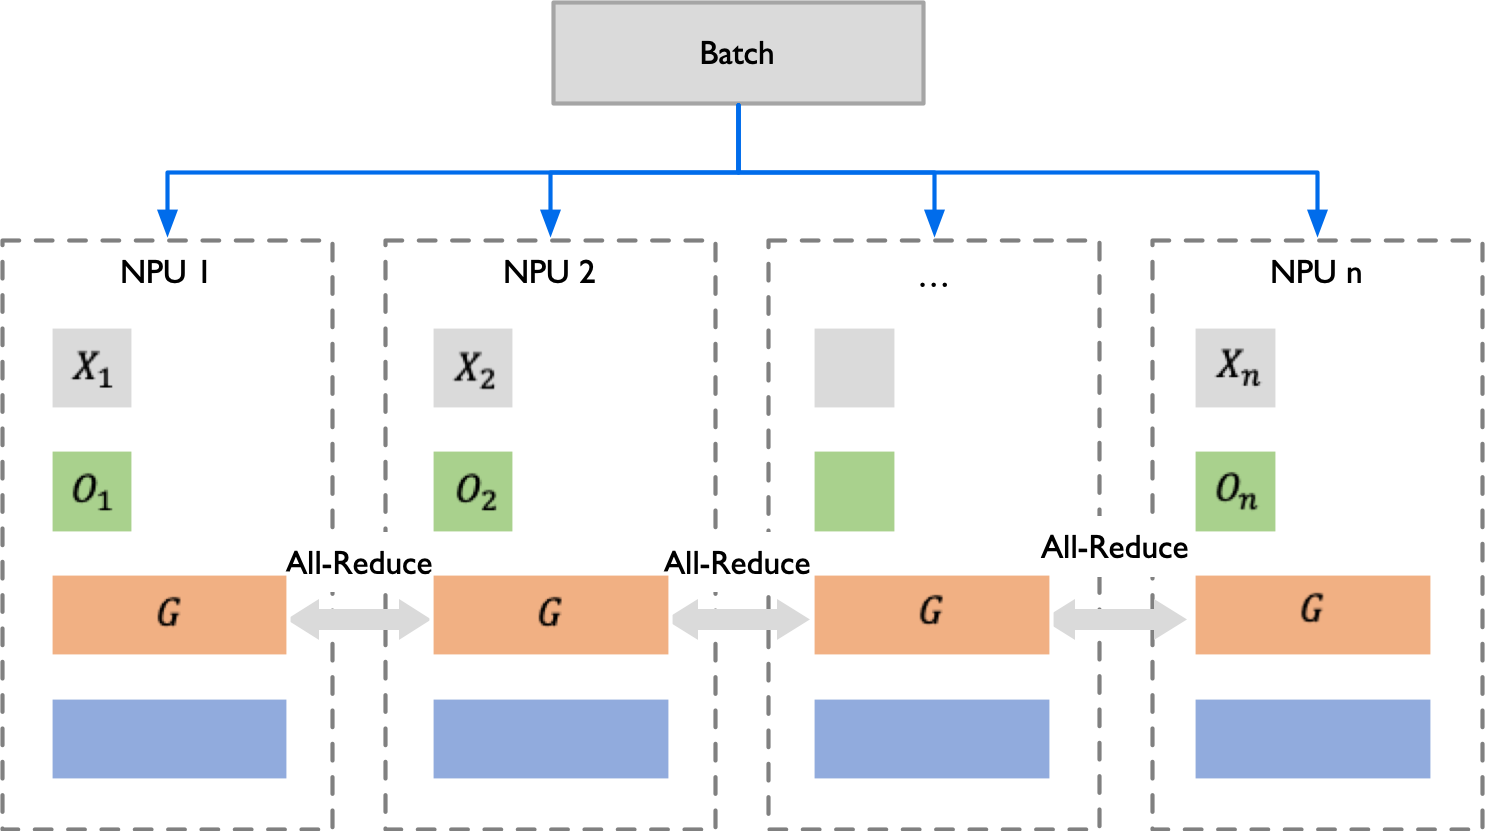 Batch
NPU 1
NPU 2
...
NPU n
X₁
X₂
Xₙ
O₁
O₂
Oₙ
All-Reduce
All-Reduce
All-Reduce
G
G
G
G